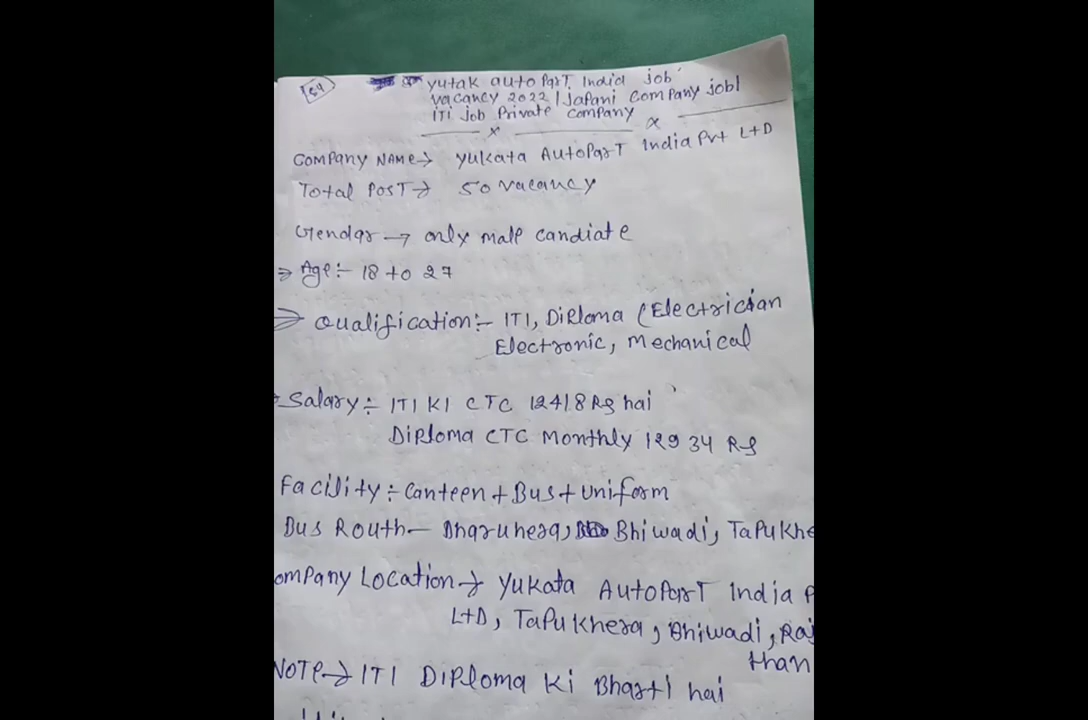 54
yutak auto Part India job
vacancy 2022 | Japani company job |
ITI job Private company
Company Name → yukata AutoPart India Pvt Ltd
Total Post → 50 vacancy
Gendar → only male candiate
⇒ Age :- 18 to 27
⇒ Qualification :- ITI, Diploma (Electrician
Electronic, Mechanical
Salary ÷ ITI KI CTC 12418 Rs hai
Diploma CTC Monthly 12934 Rs
Facility ÷ Canteen + Bus + Uniform
Bus Routh - Dharuhera, Bhiwadi, Tapukhe
ompany Location → yukata AutoPart India P
Ltd, Tapukhera, Bhiwadi, Raj
than
NOTE → ITI Diploma Ki Bharti hai